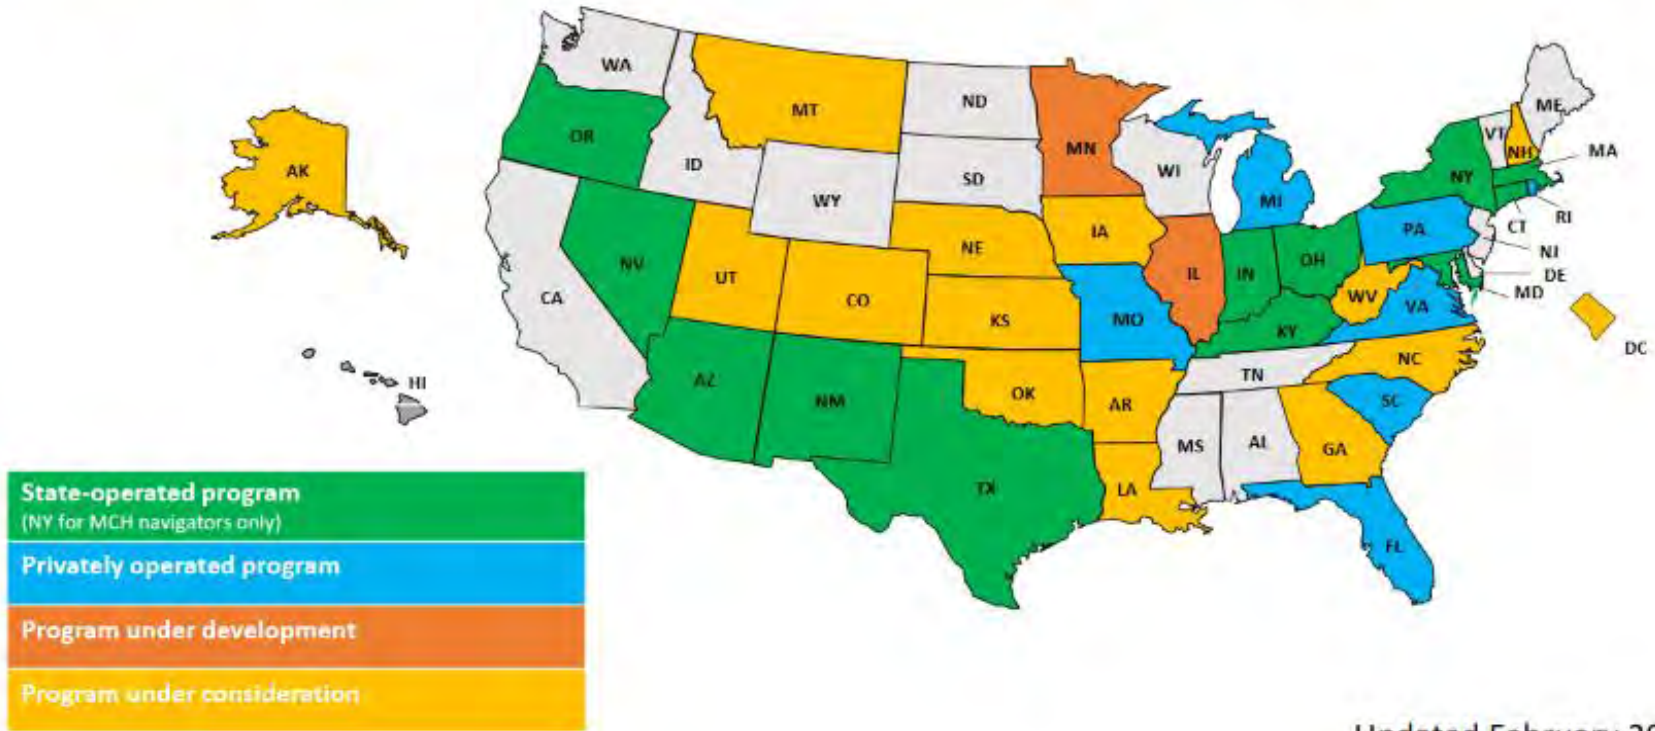 WA
MT
ND
MN
ME
VT
NH
MA
OR
ID
SD
WI
NY
AK
WY
MI
RI
CT
PA
NE
IA
NJ
NV
UT
CO
IL
IN
OH
DE
MD
CA
KS
MO
WV
VA
KY
DC
HI
AZ
NM
OK
AR
TN
NC
SC
MS
AL
GA
TX
LA
FL
State-operated program
(NY for MCH navigators only)
Privately operated program
Program under development
Program under consideration
Updated February 20